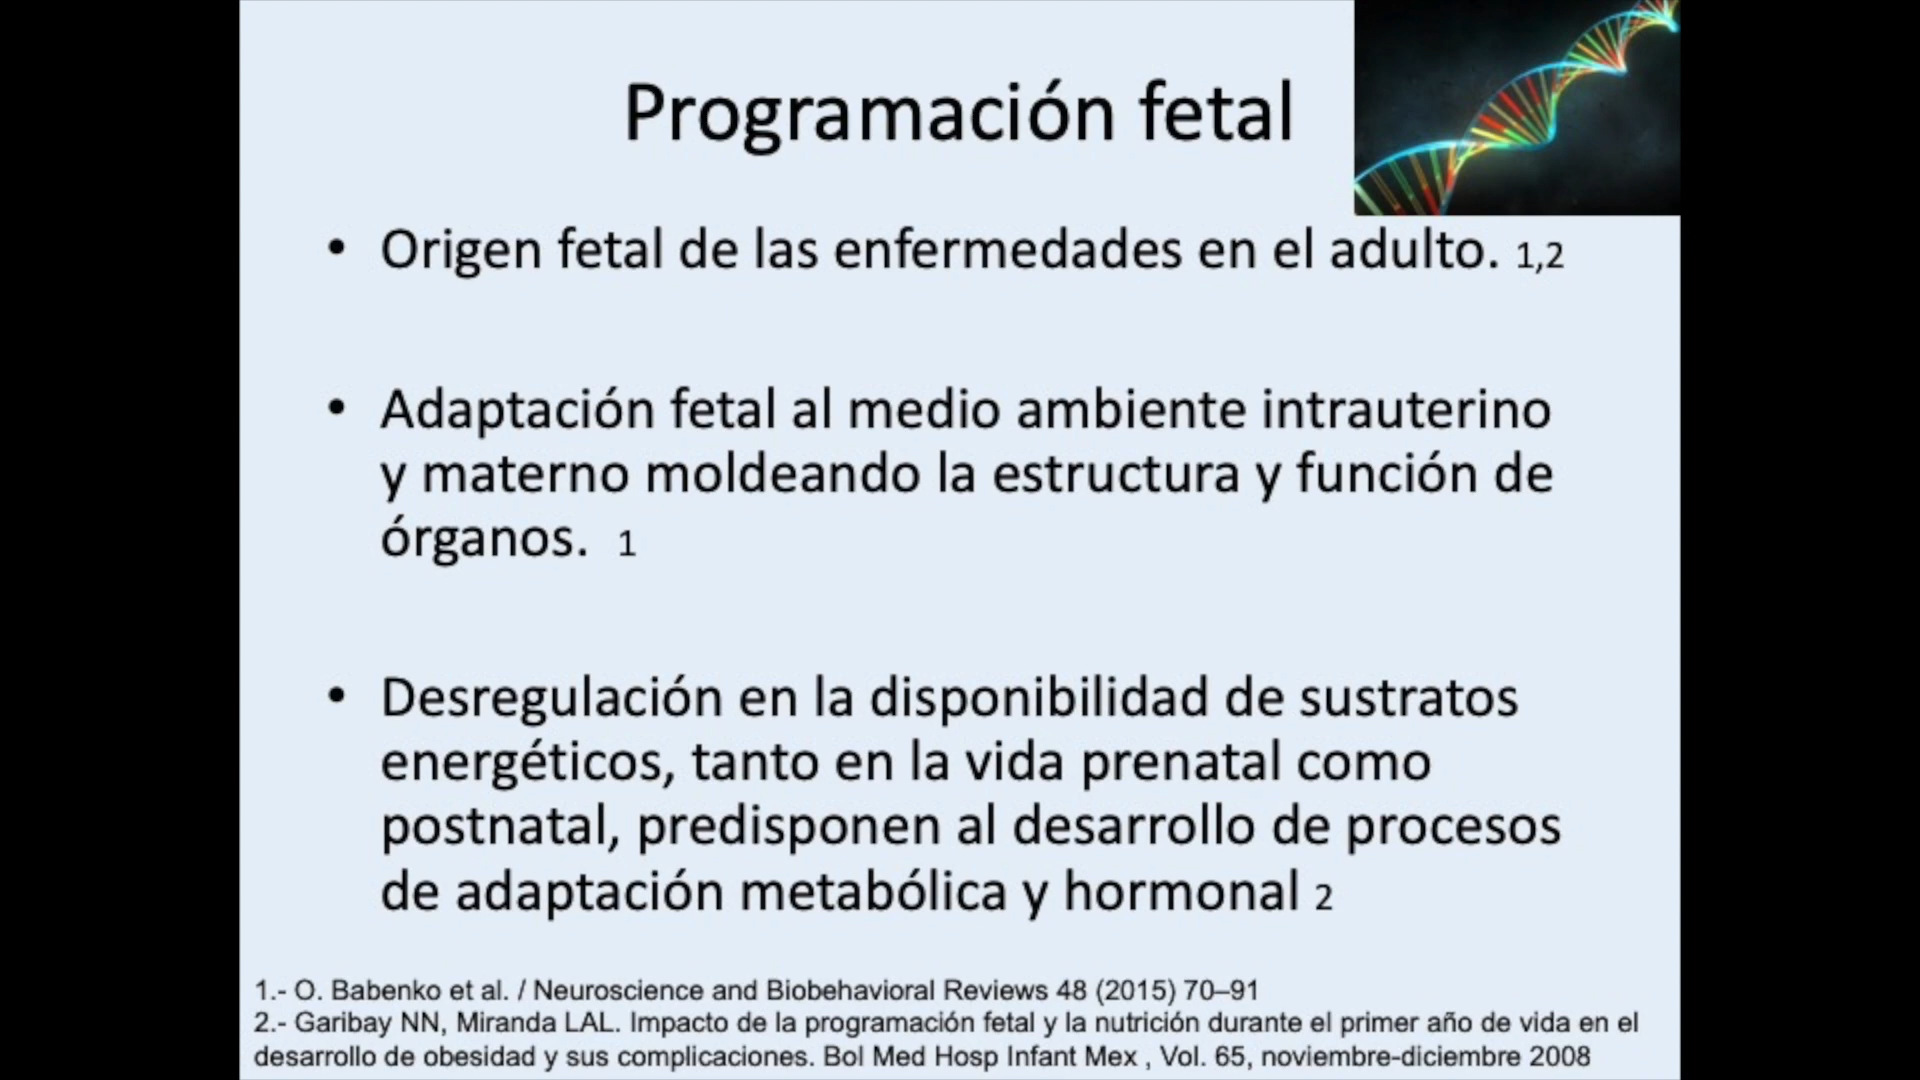 Programación fetal
• Origen fetal de las enfermedades en el adulto. 1,2
• Adaptación fetal al medio ambiente intrauterino
y materno moldeando la estructura y función de
órganos. 1
• Desregulación en la disponibilidad de sustratos
energéticos, tanto en la vida prenatal como
postnatal, predisponen al desarrollo de procesos
de adaptación metabólica y hormonal 2
1.- O. Babenko et al. / Neuroscience and Biobehavioral Reviews 48 (2015) 70–91
2.- Garibay NN, Miranda LAL. Impacto de la programación fetal y la nutrición durante el primer año de vida en el
desarrollo de obesidad y sus complicaciones. Bol Med Hosp Infant Mex , Vol. 65, noviembre-diciembre 2008